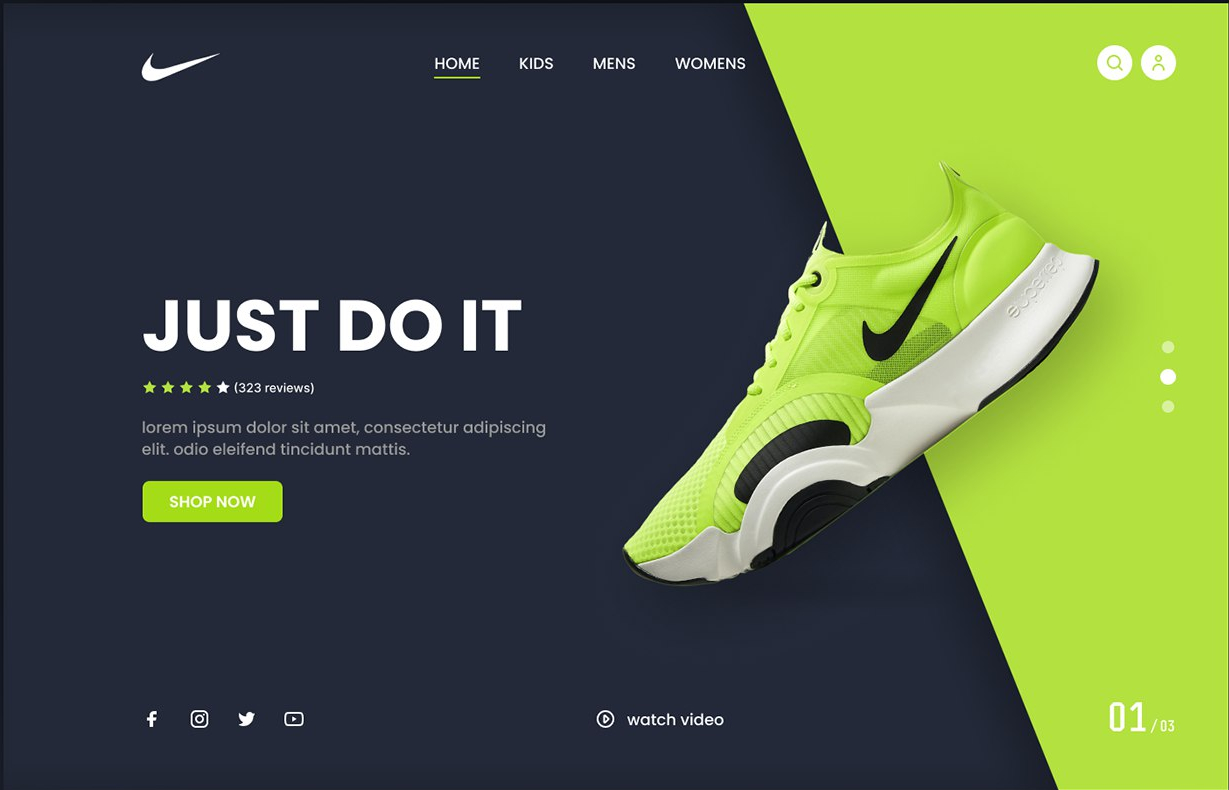 HOME KIDS MENS WOMENS
JUST DO IT
(323 reviews)
lorem ipsum dolor sit amet, consectetur adipiscing
elit. odio eleifend tincidunt mattis.
SHOP NOW
watch video
01 / 03